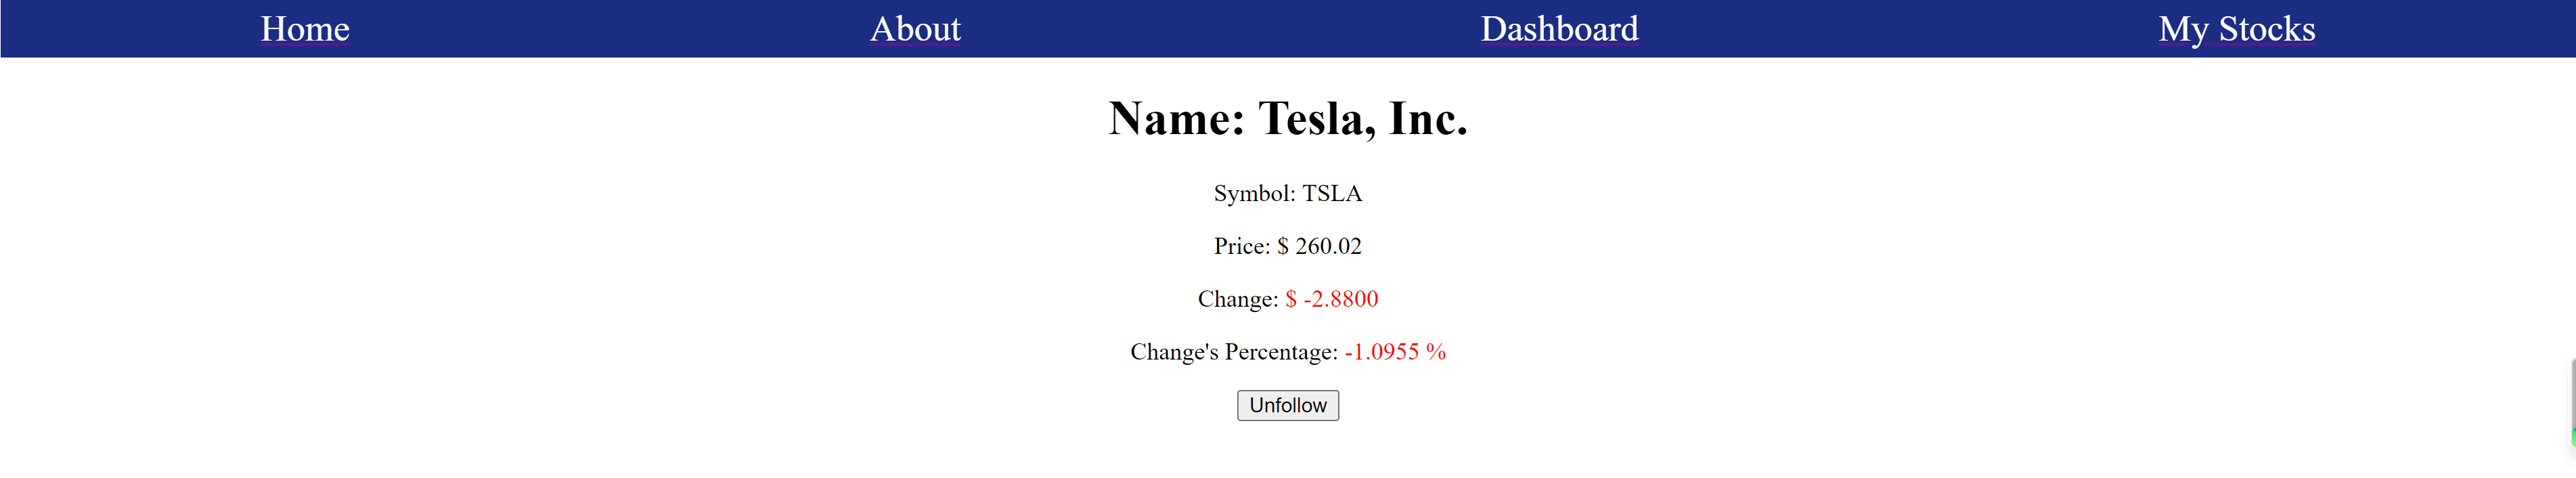 Home About Dashboard My Stocks
Name: Tesla, Inc.
Symbol: TSLA
Price: $ 260.02
Change: $ -2.8800
Change's Percentage: -1.0955 %
Unfollow